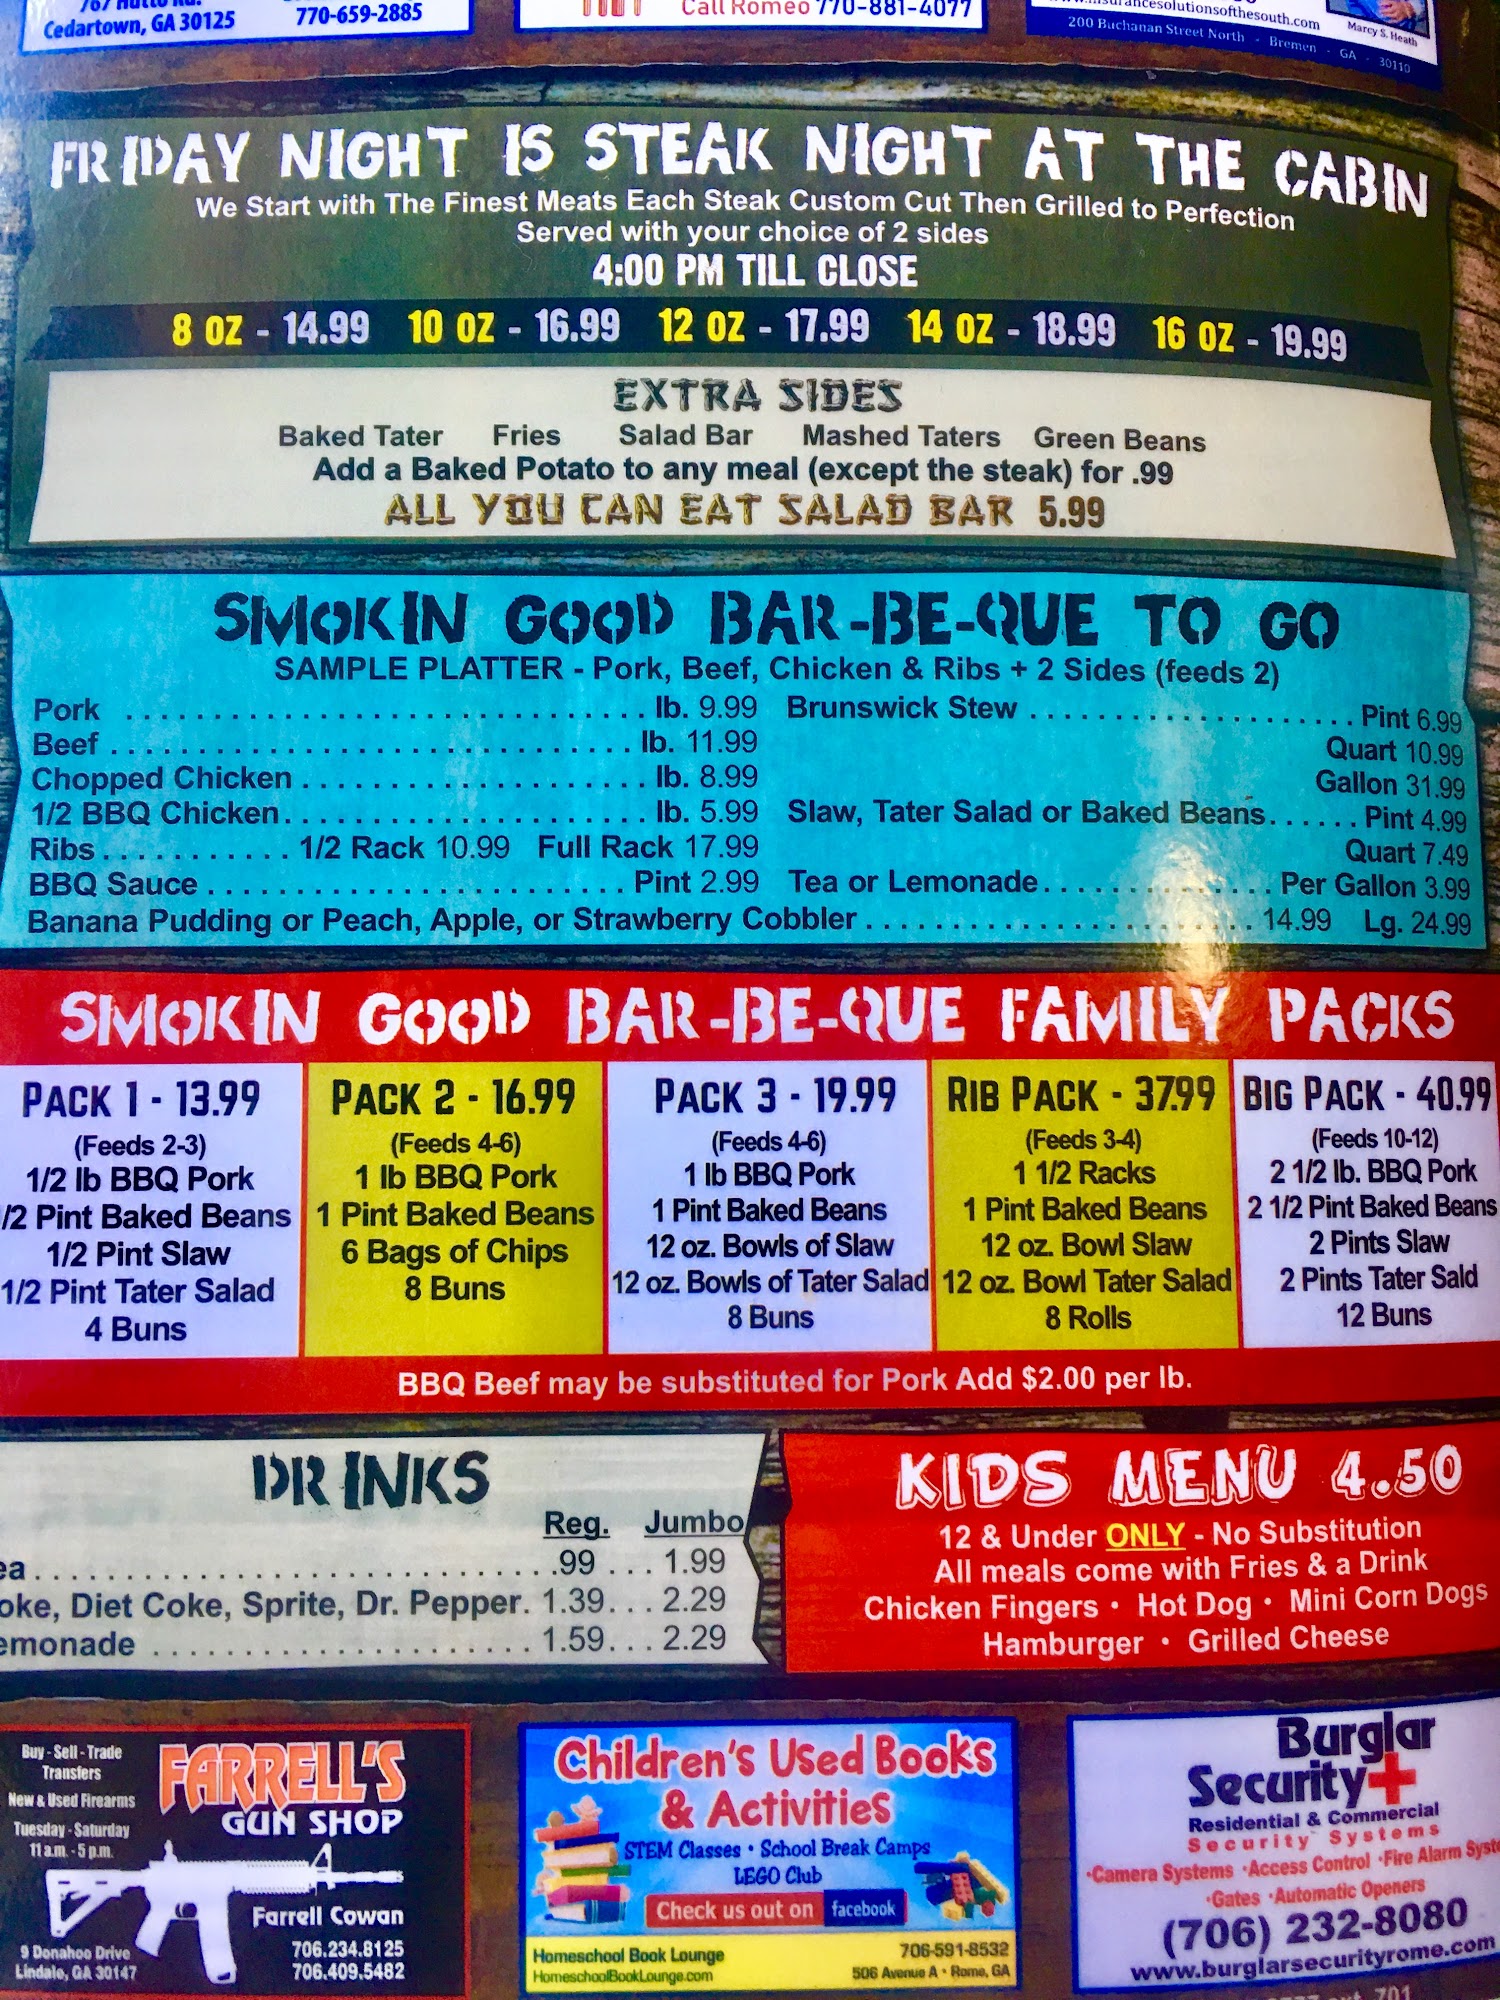 Cedartown, GA 30125
770-659-2885
Call Romeo 770-881-4077
200 Buchanan Street North - Bremen - GA - 30110
Marcy S. Heath
FRIDAY NIGHT IS STEAK NIGHT AT THE CABIN
We Start with The Finest Meats Each Steak Custom Cut Then Grilled to Perfection
Served with your choice of 2 sides
4:00 PM TILL CLOSE
8 OZ - 14.99 10 OZ - 16.99 12 OZ - 17.99 14 OZ - 18.99 16 OZ - 19.99
EXTRA SIDES
Baked Tater Fries Salad Bar Mashed Taters Green Beans
Add a Baked Potato to any meal (except the steak) for .99
ALL YOU CAN EAT SALAD BAR 5.99
SMOKIN GOOD BAR-BE-QUE TO GO
SAMPLE PLATTER - Pork, Beef, Chicken & Ribs + 2 Sides (feeds 2)
Pork lb. 9.99
Beef lb. 11.99
Chopped Chicken lb. 8.99
1/2 BBQ Chicken lb. 5.99
Ribs 1/2 Rack 10.99 Full Rack 17.99
BBQ Sauce Pint 2.99
Brunswick Stew Pint 6.99
Quart 10.99
Gallon 31.99
Slaw, Tater Salad or Baked Beans Pint 4.99
Quart 7.49
Tea or Lemonade Per Gallon 3.99
Banana Pudding or Peach, Apple, or Strawberry Cobbler 14.99 Lg. 24.99
SMOKIN GOOD BAR-BE-QUE FAMILY PACKS
PACK 1 - 13.99
(Feeds 2-3)
1/2 lb BBQ Pork
/2 Pint Baked Beans
1/2 Pint Slaw
1/2 Pint Tater Salad
4 Buns
PACK 2 - 16.99
(Feeds 4-6)
1 lb BBQ Pork
1 Pint Baked Beans
6 Bags of Chips
8 Buns
PACK 3 - 19.99
(Feeds 4-6)
1 lb BBQ Pork
1 Pint Baked Beans
12 oz. Bowls of Slaw
12 oz. Bowls of Tater Salad
8 Buns
RIB PACK - 37.99
(Feeds 3-4)
1 1/2 Racks
1 Pint Baked Beans
12 oz. Bowl Slaw
12 oz. Bowl Tater Salad
8 Rolls
BIG PACK - 40.99
(Feeds 10-12)
2 1/2 lb. BBQ Pork
2 1/2 Pint Baked Beans
2 Pints Slaw
2 Pints Tater Sald
12 Buns
BBQ Beef may be substituted for Pork Add $2.00 per lb.
DRINKS
Reg. Jumbo
ea .99 1.99
oke, Diet Coke, Sprite, Dr. Pepper. 1.39 2.29
emonade 1.59 2.29
KIDS MENU 4.50
12 & Under ONLY - No Substitution
All meals come with Fries & a Drink
Chicken Fingers • Hot Dog • Mini Corn Dogs
Hamburger • Grilled Cheese
Buy - Sell - Trade
Transfers
New & Used Firearms
Tuesday - Saturday
11 a.m. - 5 p.m.
FARRELL'S
GUN SHOP
Farrell Cowan
706.234.8125
706.409.5482
9 Donahoo Drive
Lindale, GA 30147
Children's Used Books
& Activities
STEM Classes • School Break Camps
LEGO Club
Check us out on facebook
Homeschool Book Lounge
HomeschoolBookLounge.com
706-591-8532
506 Avenue A • Rome, GA
Burglar
Security+
Residential & Commercial
Security Systems
•Camera Systems •Access Control •Fire Alarm Syste
•Gates •Automatic Openers
(706) 232-8080
www.burglarsecurityrome.com